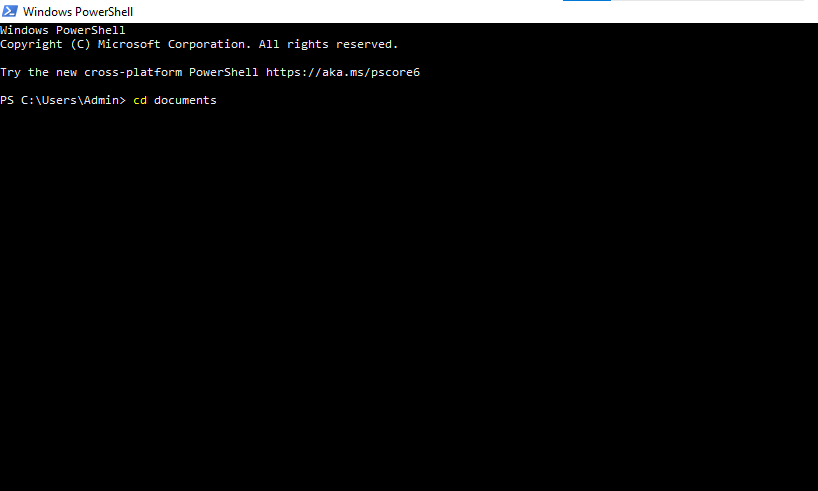 Windows PowerShell
Windows PowerShell
Copyright (C) Microsoft Corporation. All rights reserved.
Try the new cross-platform PowerShell https://aka.ms/pscore6
PS C:\Users\Admin> cd documents